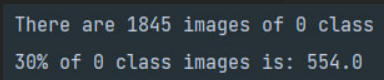 There are 1845 images of 0 class
30% of 0 class images is: 554.0